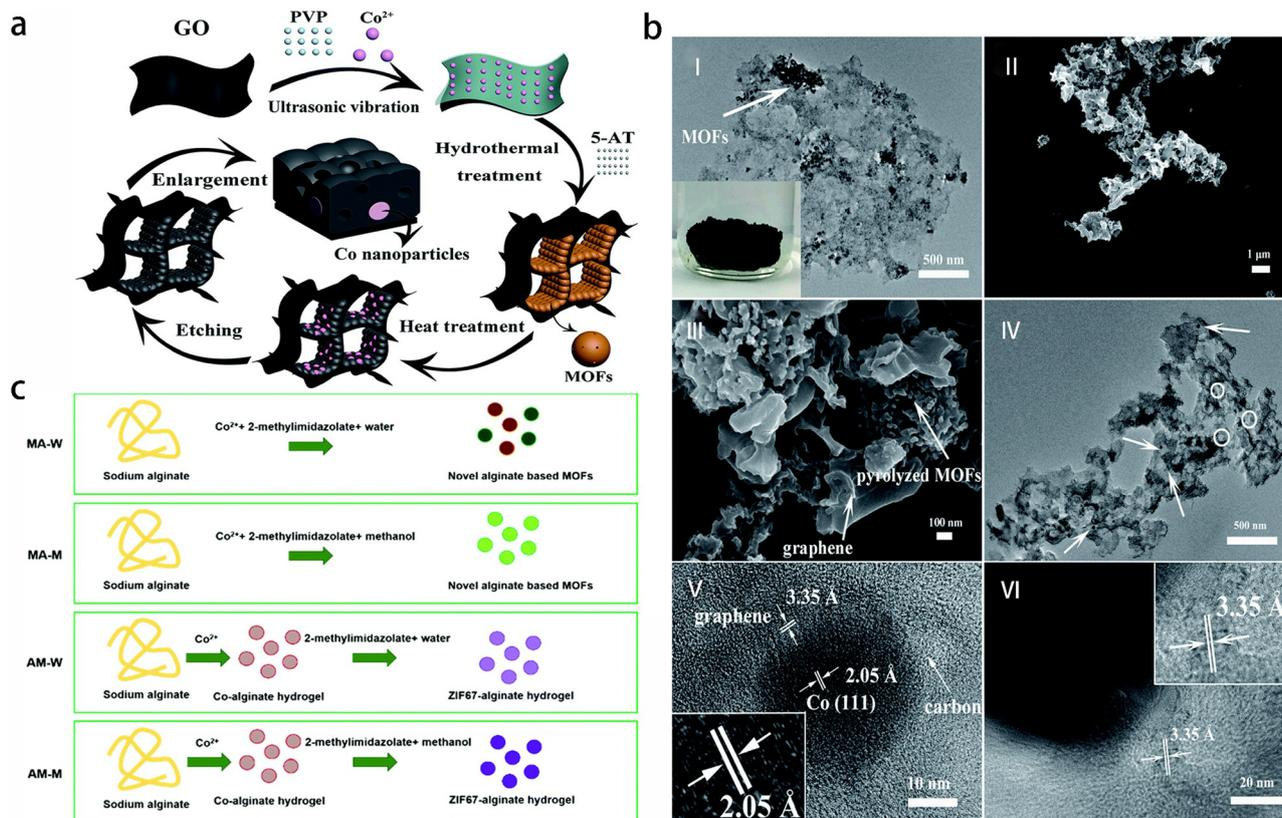 a
GO
PVP
Co²⁺
Ultrasonic vibration
5-AT
Hydrothermal
treatment
Enlargement
Co nanoparticles
Etching
Heat treatment
MOFs
b
I
MOFs
500 nm
II
1 μm
III
pyrolyzed MOFs
graphene
100 nm
IV
500 nm
V
3.35 Å
graphene
2.05 Å
Co (111)
carbon
2.05 Å
10 nm
VI
3.35 Å
3.35 Å
20 nm
c
MA-W
Co²⁺+ 2-methylimidazolate+ water
Sodium alginate
Novel alginate based MOFs
MA-M
Co²⁺+ 2-methylimidazolate+ methanol
Sodium alginate
Novel alginate based MOFs
AM-W
Co²⁺
2-methylimidazolate+ water
Sodium alginate
Co-alginate hydrogel
ZIF67-alginate hydrogel
AM-M
Co²⁺
2-methylimidazolate+ methanol
Sodium alginate
Co-alginate hydrogel
ZIF67-alginate hydrogel